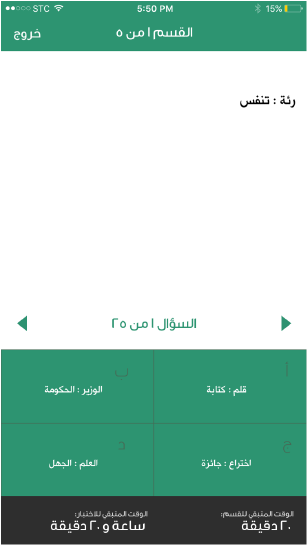 STC 5:50 PM 15%
القسم ١ من ٥ خروج
رئة : تنفس
السؤال ١ من ٢٥
أ
قلم : كتابة
ب
الوزير : الحكومة
ج
اختراع : جائزة
د
العلم : الجهل
الوقت المتبقي للقسم:
٢٠ دقيقة
الوقت المتبقي للاختبار:
ساعة و ٢٠ دقيقة